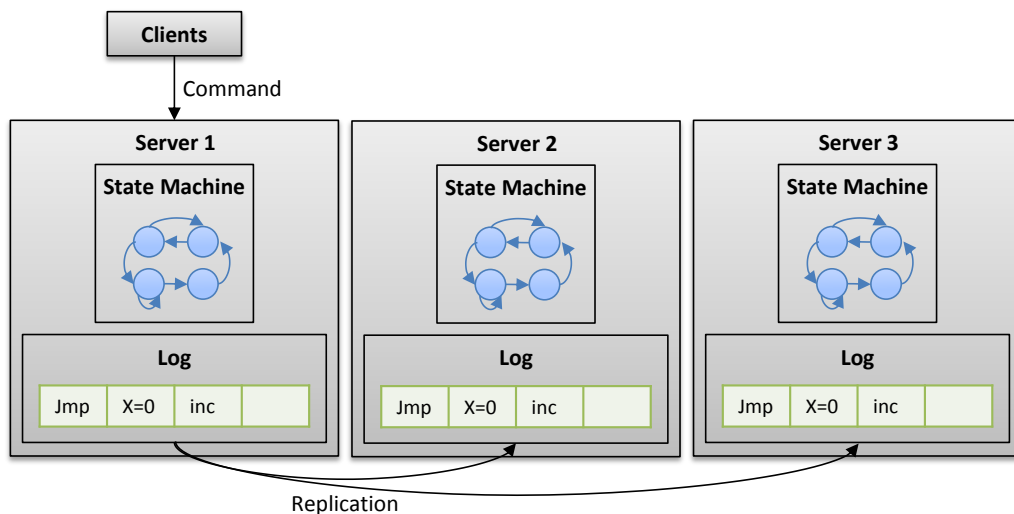 Clients
Command
Server 1
Server 2
Server 3
State Machine
State Machine
State Machine
Log
Log
Log
Jmp X=0 inc
Jmp X=0 inc
Jmp X=0 inc
Replication